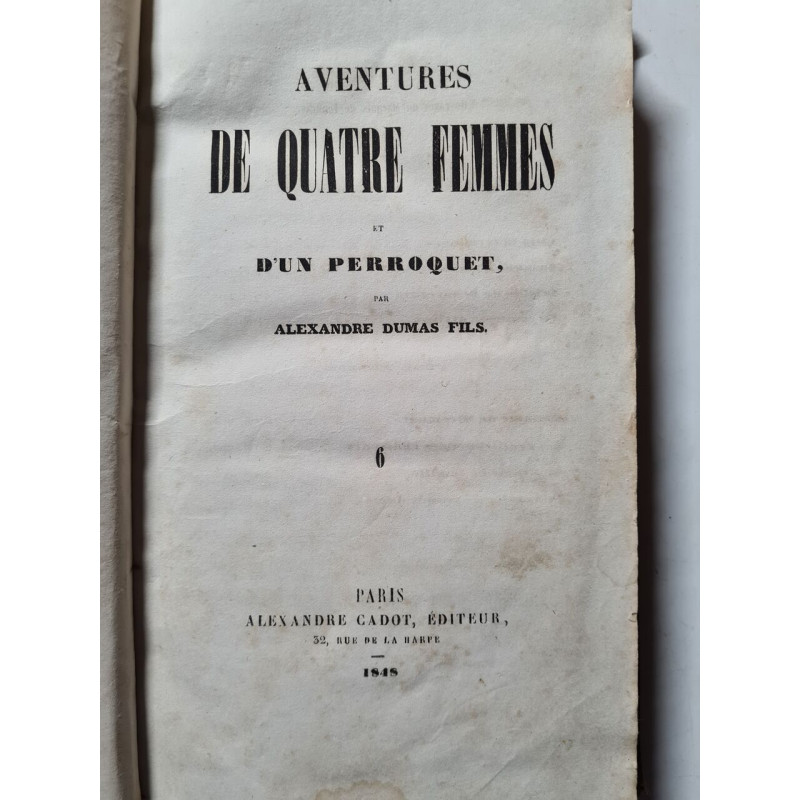 AVENTURES
DE QUATRE FEMMES
ET
D'UN PERROQUET,
PAR
ALEXANDRE DUMAS FILS.
6
PARIS
ALEXANDRE CADOT, ÉDITEUR,
32, RUE DE LA HARPE
1848